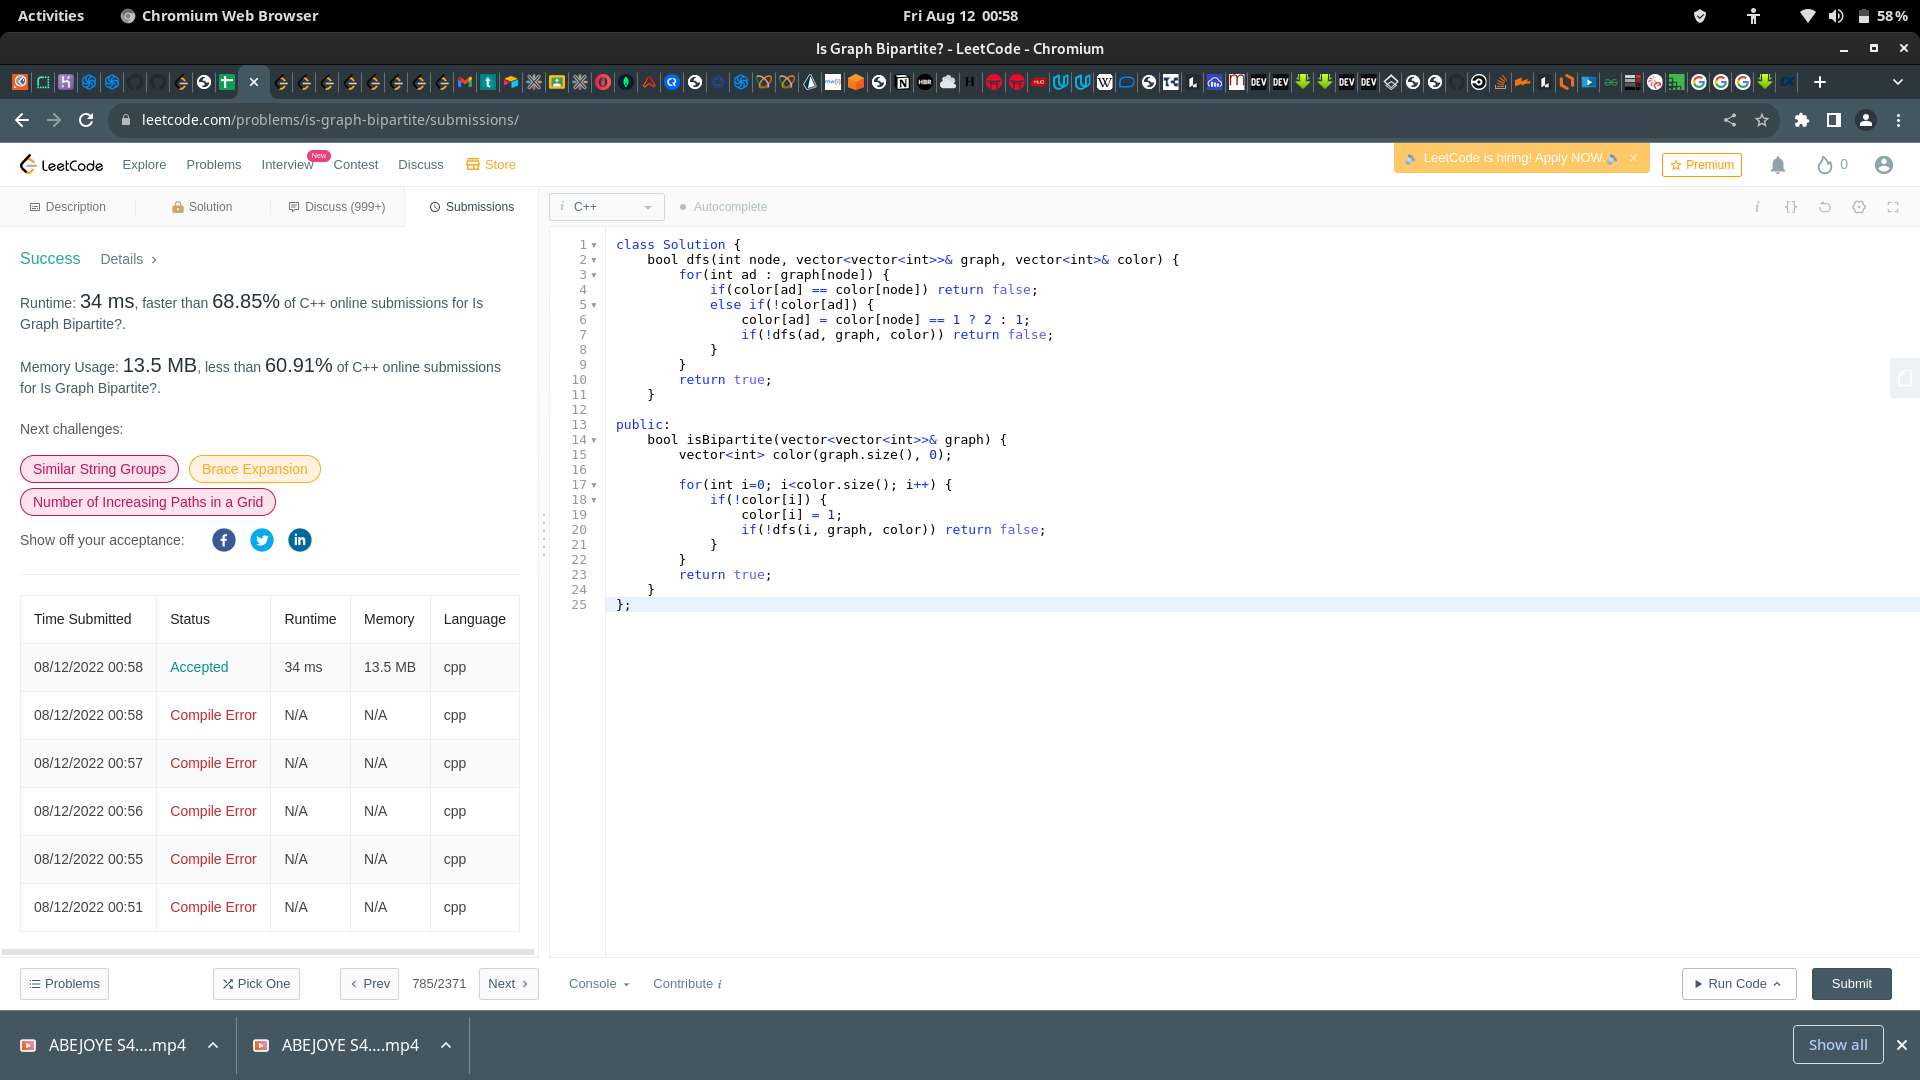 Activities
Chromium Web Browser
Fri Aug 12 00:58
58%
Is Graph Bipartite? - LeetCode - Chromium
leetcode.com/problems/is-graph-bipartite/submissions/
LeetCode
Explore
Problems
Interview
New
Contest
Discuss
Store
LeetCode is hiring! Apply NOW.
Premium
0
Description
Solution
Discuss (999+)
Submissions
i C++
Autocomplete
Success
Details
Runtime: 34 ms, faster than 68.85% of C++ online submissions for Is
Graph Bipartite?.
Memory Usage: 13.5 MB, less than 60.91% of C++ online submissions
for Is Graph Bipartite?.
Next challenges:
Similar String Groups
Brace Expansion
Number of Increasing Paths in a Grid
Show off your acceptance:
Time Submitted Status Runtime Memory Language
08/12/2022 00:58 Accepted 34 ms 13.5 MB cpp
08/12/2022 00:58 Compile Error N/A N/A cpp
08/12/2022 00:57 Compile Error N/A N/A cpp
08/12/2022 00:56 Compile Error N/A N/A cpp
08/12/2022 00:55 Compile Error N/A N/A cpp
08/12/2022 00:51 Compile Error N/A N/A cpp
1 class Solution {
2     bool dfs(int node, vector<vector<int>>& graph, vector<int>& color) {
3         for(int ad : graph[node]) {
4             if(color[ad] == color[node]) return false;
5             else if(!color[ad]) {
6                 color[ad] = color[node] == 1 ? 2 : 1;
7                 if(!dfs(ad, graph, color)) return false;
8             }
9         }
10         return true;
11     }
12
13 public:
14     bool isBipartite(vector<vector<int>>& graph) {
15         vector<int> color(graph.size(), 0);
16
17         for(int i=0; i<color.size(); i++) {
18             if(!color[i]) {
19                 color[i] = 1;
20                 if(!dfs(i, graph, color)) return false;
21             }
22         }
23         return true;
24     }
25 };
Problems
Pick One
Prev
785/2371
Next
Console
Contribute i
Run Code
Submit
ABEJOYE S4....mp4
ABEJOYE S4....mp4
Show all